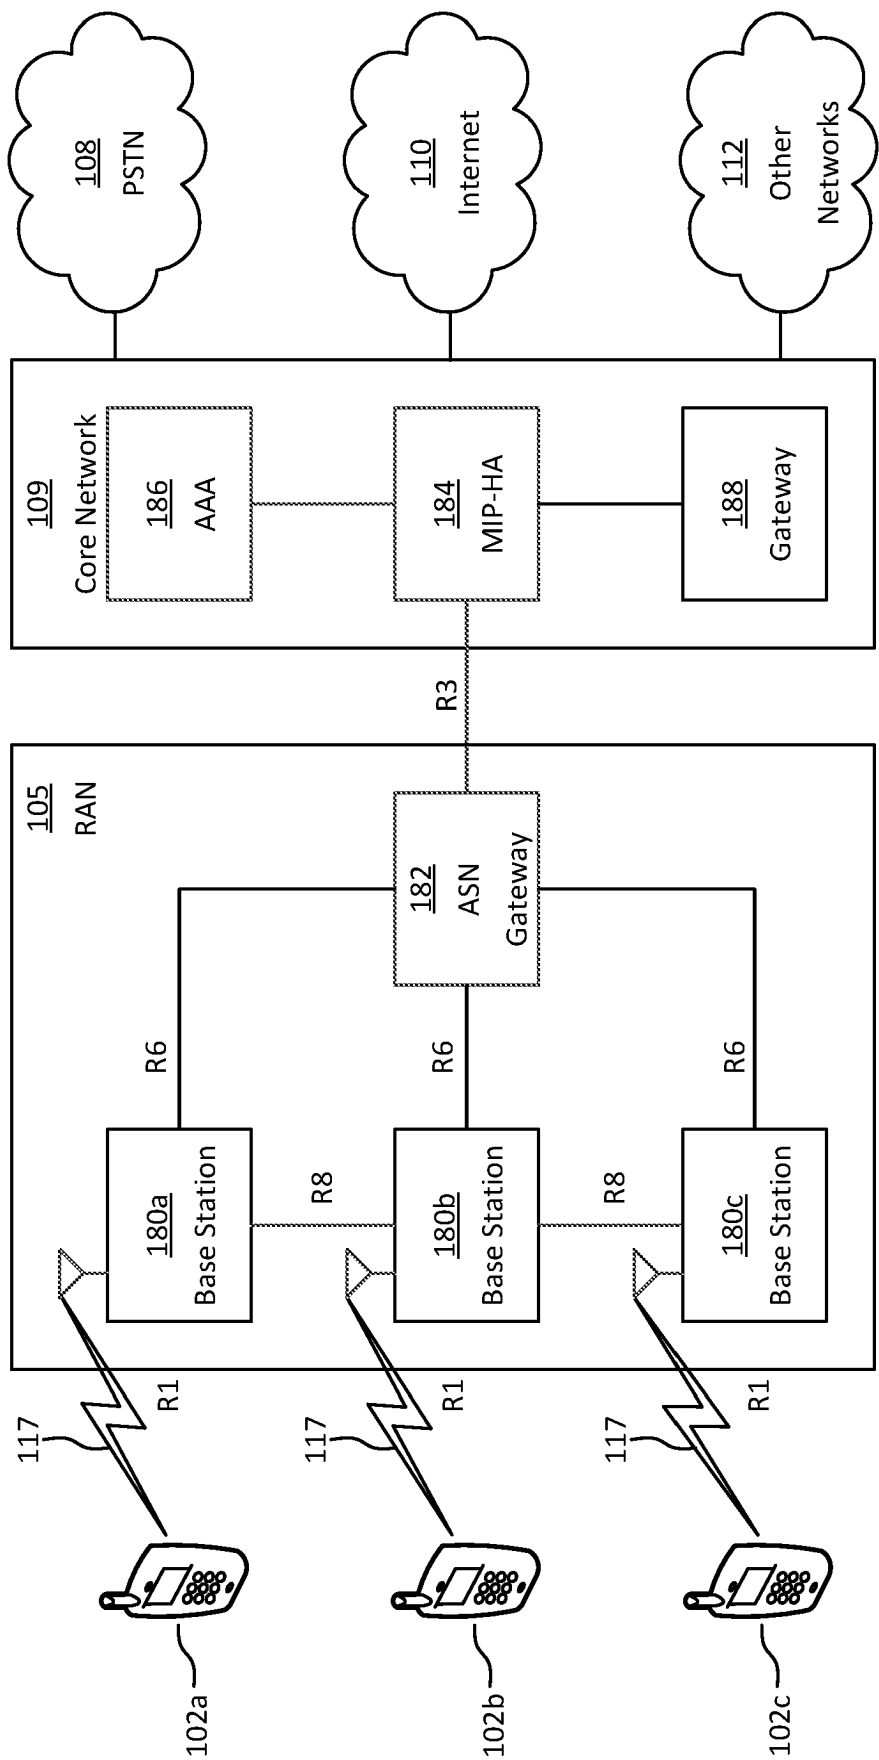 102a
117
R1
180a
Base Station
R6
R8
102b
117
R1
180b
Base Station
R6
R8
102c
117
R1
180c
Base Station
R6
105
RAN
182
ASN
Gateway
R3
109
Core Network
186
AAA
184
MIP-HA
188
Gateway
108
PSTN
110
Internet
112
Other
Networks